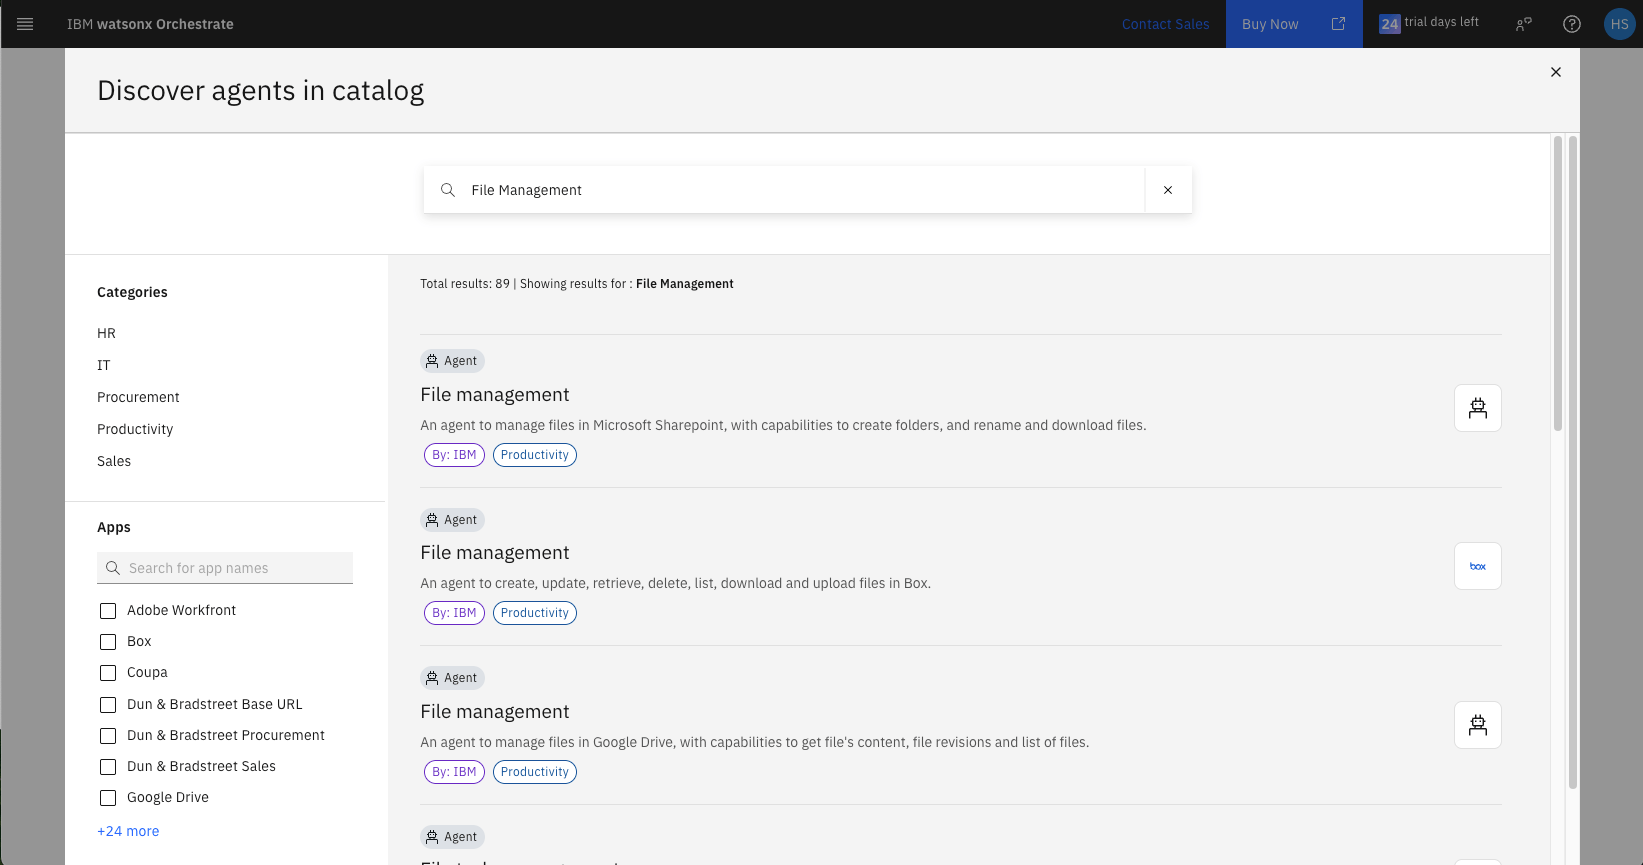 IBM watsonx Orchestrate
Contact Sales
Buy Now
24 trial days left
HS
Discover agents in catalog
File Management
Categories
HR
IT
Procurement
Productivity
Sales
Apps
Search for app names
Adobe Workfront
Box
Coupa
Dun & Bradstreet Base URL
Dun & Bradstreet Procurement
Dun & Bradstreet Sales
Google Drive
+24 more
Total results: 89 | Showing results for : File Management
Agent
File management
An agent to manage files in Microsoft Sharepoint, with capabilities to create folders, and rename and download files.
By: IBM Productivity
Agent
File management
An agent to create, update, retrieve, delete, list, download and upload files in Box.
box
By: IBM Productivity
Agent
File management
An agent to manage files in Google Drive, with capabilities to get file's content, file revisions and list of files.
By: IBM Productivity
Agent